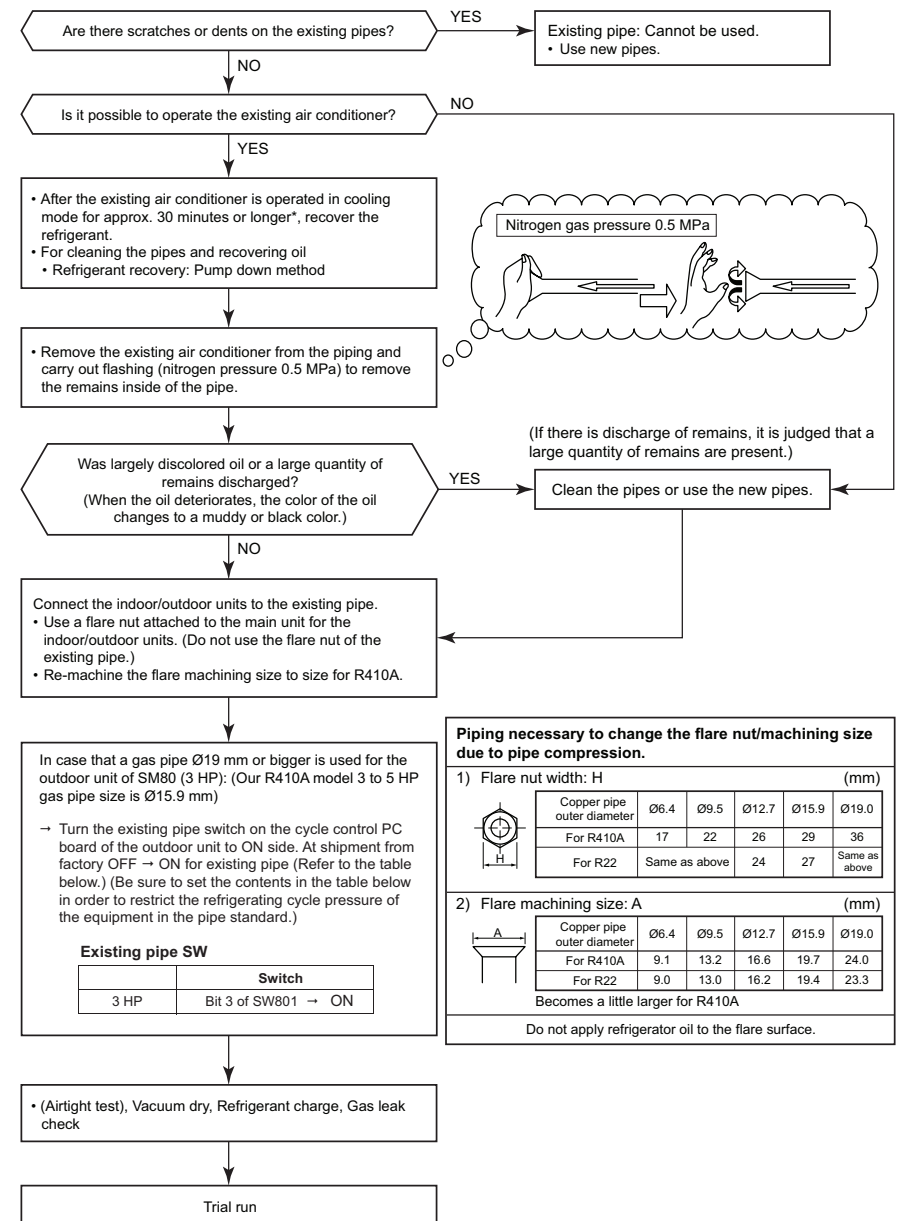 Are there scratches or dents on the existing pipes?
YES
Existing pipe: Cannot be used.
• Use new pipes.
NO
Is it possible to operate the existing air conditioner?
NO
YES
• After the existing air conditioner is operated in cooling
mode for approx. 30 minutes or longer*, recover the
refrigerant.
• For cleaning the pipes and recovering oil
• Refrigerant recovery: Pump down method
Nitrogen gas pressure 0.5 MPa
• Remove the existing air conditioner from the piping and
carry out flashing (nitrogen pressure 0.5 MPa) to remove
the remains inside of the pipe.
(If there is discharge of remains, it is judged that a
large quantity of remains are present.)
Was largely discolored oil or a large quantity of
remains discharged?
(When the oil deteriorates, the color of the oil
changes to a muddy or black color.)
YES
Clean the pipes or use the new pipes.
NO
Connect the indoor/outdoor units to the existing pipe.
• Use a flare nut attached to the main unit for the
indoor/outdoor units. (Do not use the flare nut of the
existing pipe.)
• Re-machine the flare machining size to size for R410A.
In case that a gas pipe Ø19 mm or bigger is used for the
outdoor unit of SM80 (3 HP): (Our R410A model 3 to 5 HP
gas pipe size is Ø15.9 mm)
→ Turn the existing pipe switch on the cycle control PC
board of the outdoor unit to ON side. At shipment from
factory OFF → ON for existing pipe (Refer to the table
below.) (Be sure to set the contents in the table below
in order to restrict the refrigerating cycle pressure of
the equipment in the pipe standard.)
Existing pipe SW
Switch
3 HP Bit 3 of SW801 → ON
Piping necessary to change the flare nut/machining size
due to pipe compression.
1) Flare nut width: H (mm)
H
Copper pipe
outer diameter Ø6.4 Ø9.5 Ø12.7 Ø15.9 Ø19.0
For R410A 17 22 26 29 36
For R22 Same as above 24 27 Same as
above
2) Flare machining size: A (mm)
A
Copper pipe
outer diameter Ø6.4 Ø9.5 Ø12.7 Ø15.9 Ø19.0
For R410A 9.1 13.2 16.6 19.7 24.0
For R22 9.0 13.0 16.2 19.4 23.3
Becomes a little larger for R410A
Do not apply refrigerator oil to the flare surface.
• (Airtight test), Vacuum dry, Refrigerant charge, Gas leak
check
Trial run